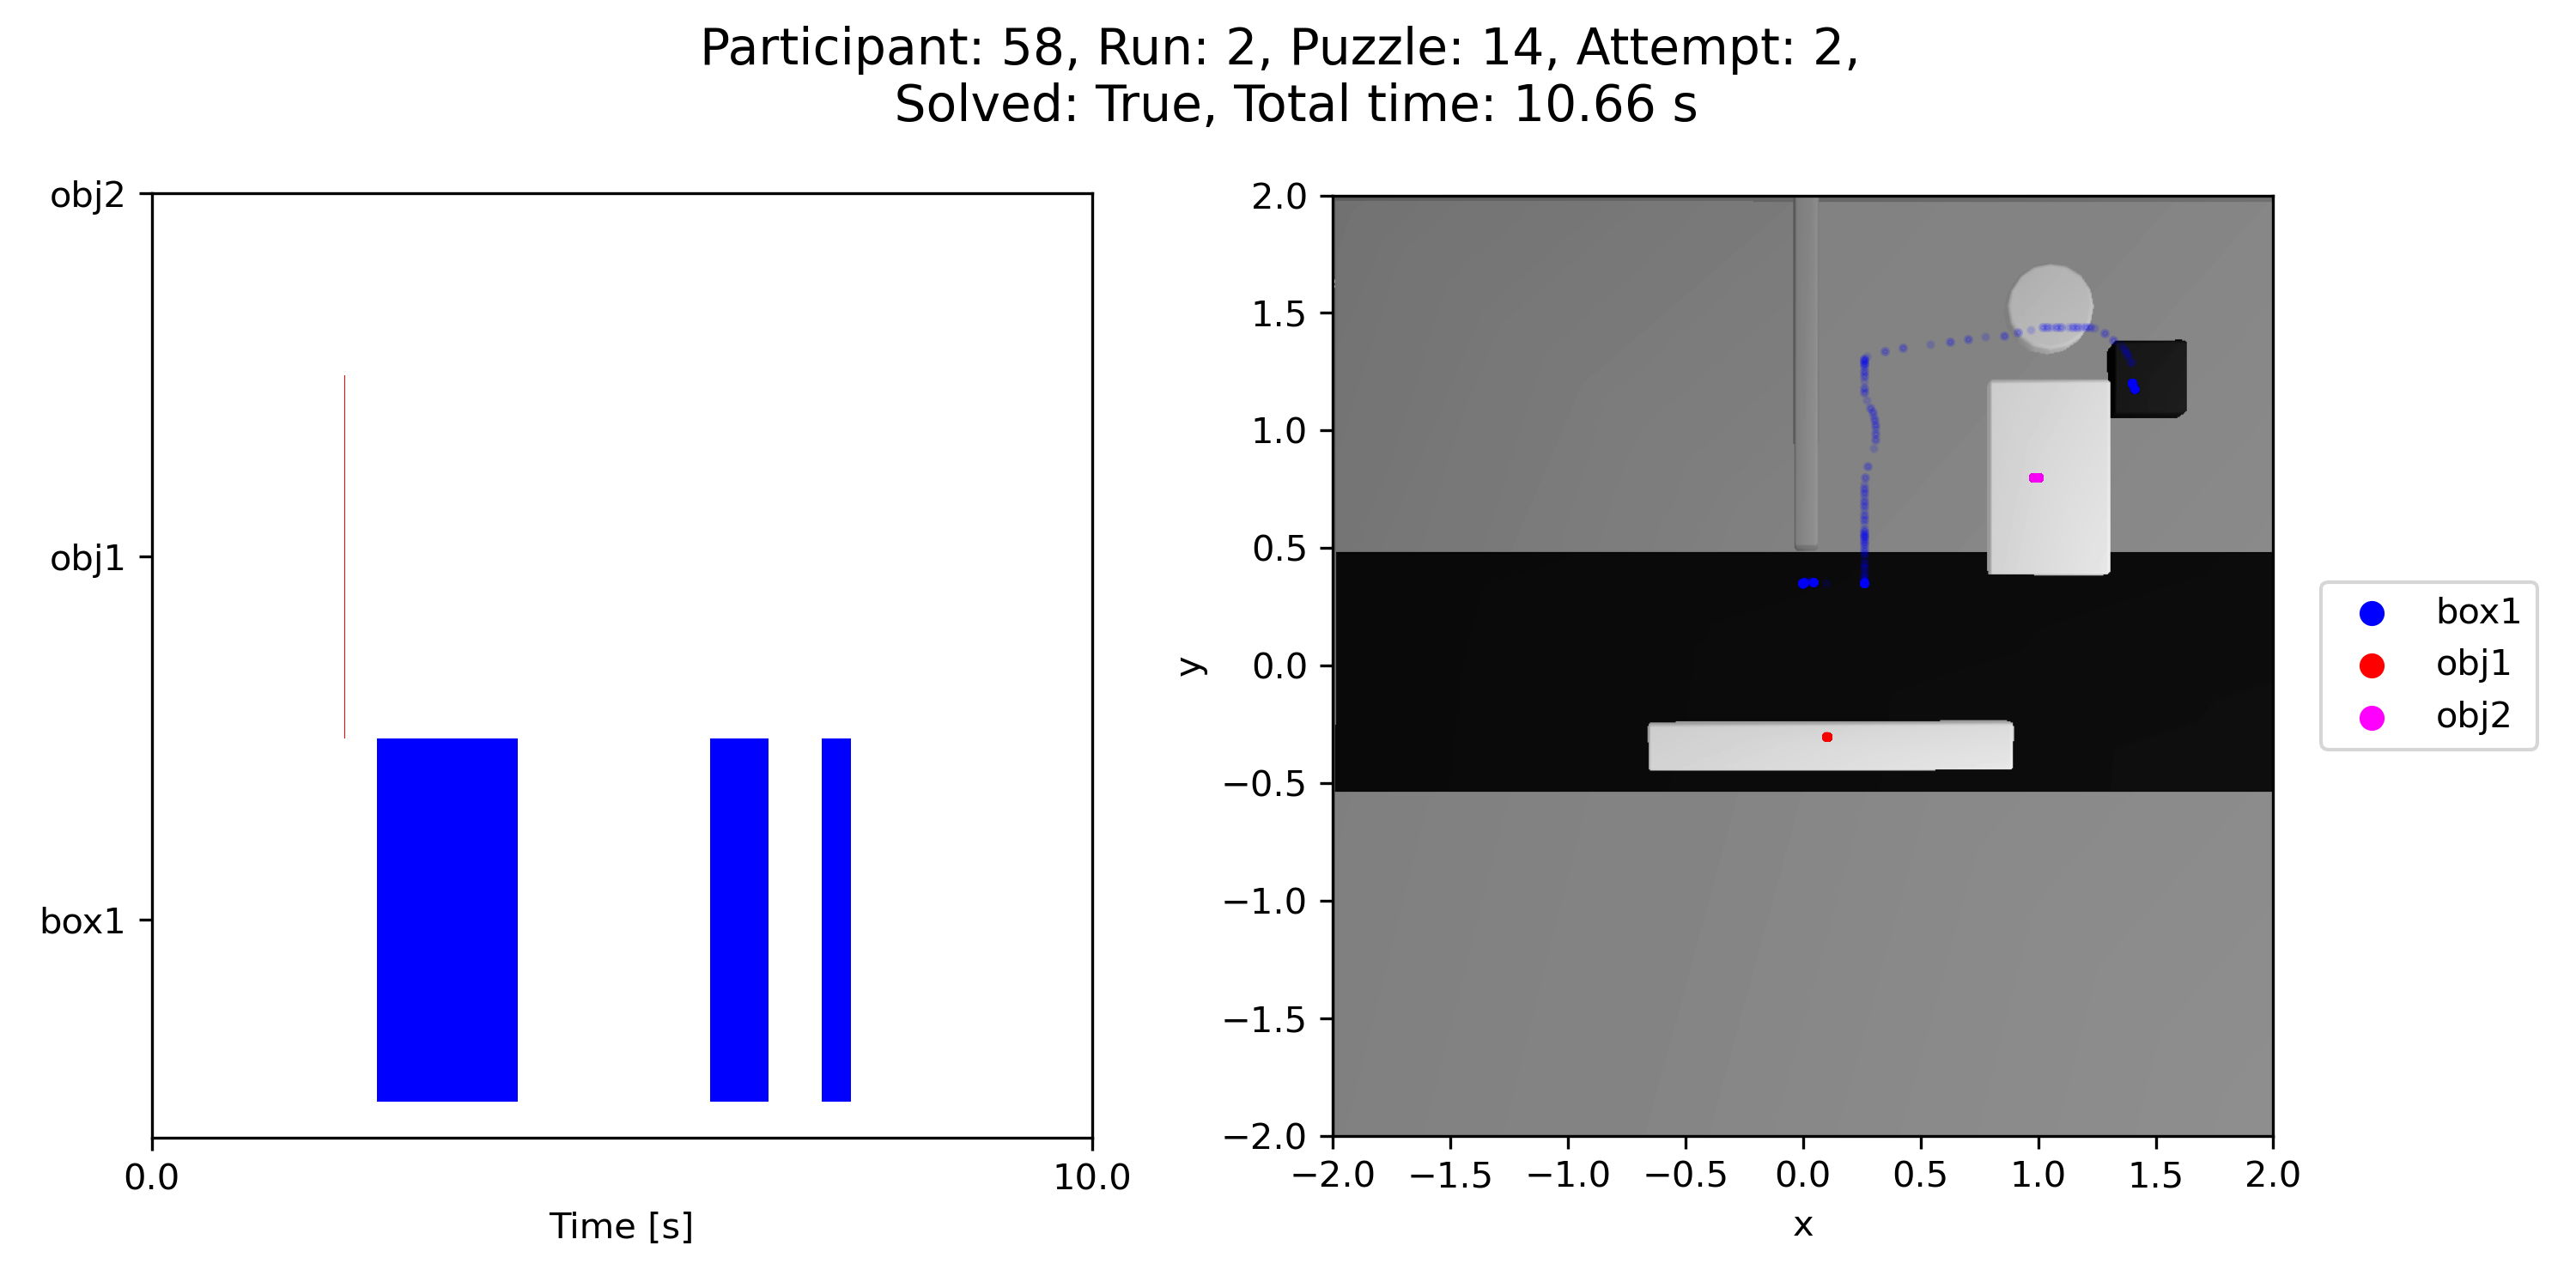 Participant: 58, Run: 2, Puzzle: 14, Attempt: 2,
Solved: True, Total time: 10.66 s
obj2
obj1
box1
0.0
10.0
Time [s]
2.0
1.5
1.0
0.5
0.0
−0.5
−1.0
−1.5
−2.0
y
−2.0 −1.5 −1.0 −0.5 0.0 0.5 1.0 1.5 2.0
x
box1
obj1
obj2